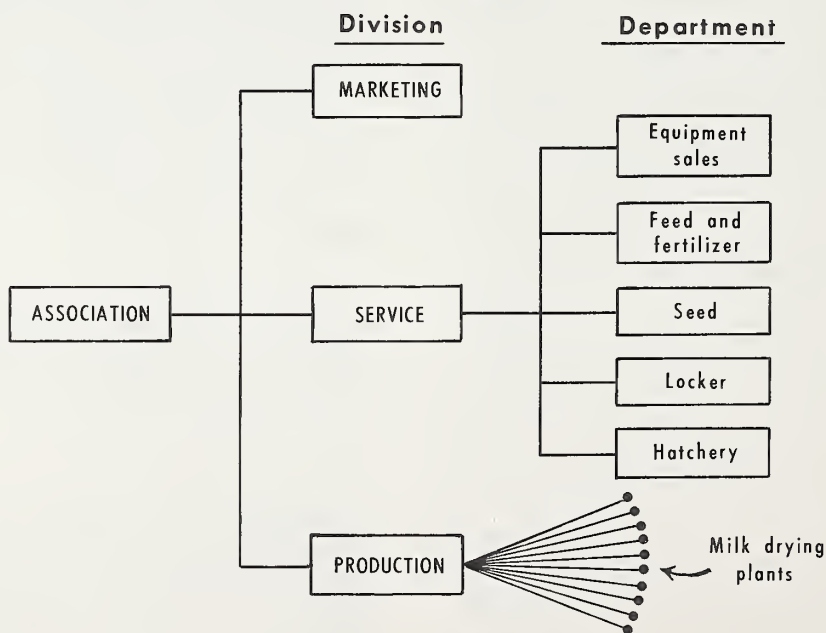 Division
Department
MARKETING
Equipment
sales
Feed and
fertilizer
ASSOCIATION
SERVICE
Seed
Locker
Hatchery
PRODUCTION
Milk drying
plants